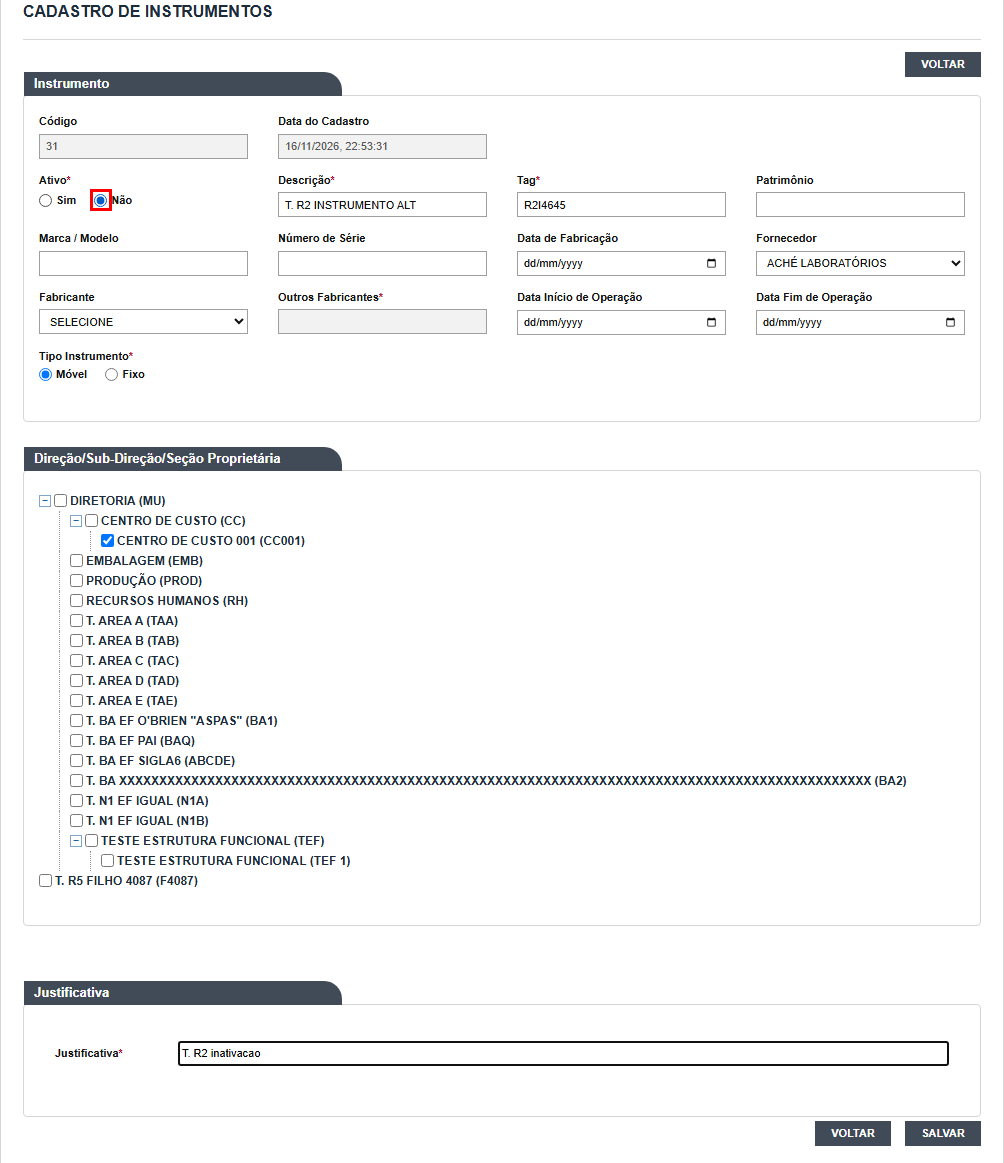 CADASTRO DE INSTRUMENTOS
VOLTAR
Instrumento
Código Data do Cadastro
31 16/11/2026, 22:53:31
Ativo* Descrição* Tag* Patrimônio
Sim Não T. R2 INSTRUMENTO ALT R2I4645
Marca / Modelo Número de Série Data de Fabricação Fornecedor
dd/mm/yyyy ACHÉ LABORATÓRIOS
Fabricante Outros Fabricantes* Data Início de Operação Data Fim de Operação
SELECIONE dd/mm/yyyy dd/mm/yyyy
Tipo Instrumento*
Móvel Fixo
Direção/Sub-Direção/Seção Proprietária
DIRETORIA (MU)
CENTRO DE CUSTO (CC)
CENTRO DE CUSTO 001 (CC001)
EMBALAGEM (EMB)
PRODUÇÃO (PROD)
RECURSOS HUMANOS (RH)
T. AREA A (TAA)
T. AREA B (TAB)
T. AREA C (TAC)
T. AREA D (TAD)
T. AREA E (TAE)
T. BA EF O'BRIEN "ASPAS" (BA1)
T. BA EF PAI (BAQ)
T. BA EF SIGLA6 (ABCDE)
T. BA XXXXXXXXXXXXXXXXXXXXXXXXXXXXXXXXXXXXXXXXXXXXXXXXXXXXXXXXXXXXXXXXXXXXXXXXXXXXXXXXXXXXXXXXXXXXXX (BA2)
T. N1 EF IGUAL (N1A)
T. N1 EF IGUAL (N1B)
TESTE ESTRUTURA FUNCIONAL (TEF)
TESTE ESTRUTURA FUNCIONAL (TEF 1)
T. R5 FILHO 4087 (F4087)
Justificativa
Justificativa* T. R2 inativacao
VOLTAR SALVAR